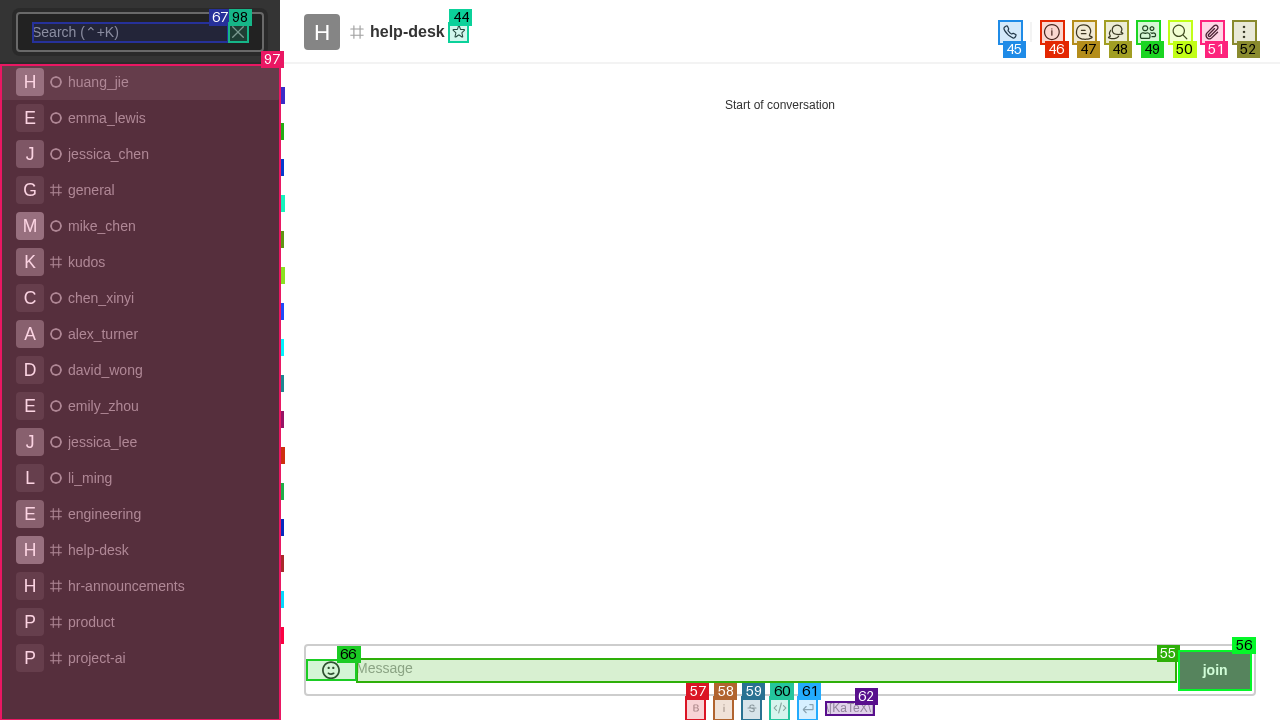 Search (⌃+K)
67
98
97
H huang_jie
E emma_lewis
J jessica_chen
G general
M mike_chen
K kudos
C chen_xinyi
A alex_turner
D david_wong
E emily_zhou
J jessica_lee
L li_ming
E engineering
H help-desk
H hr-announcements
P product
P project-ai
H help-desk
44
45
46
47
48
49
50
51
52
Start of conversation
66
Message
55
56
join
57
58
59
60
61
62
B
i
S
</>
\(KaTeX\)